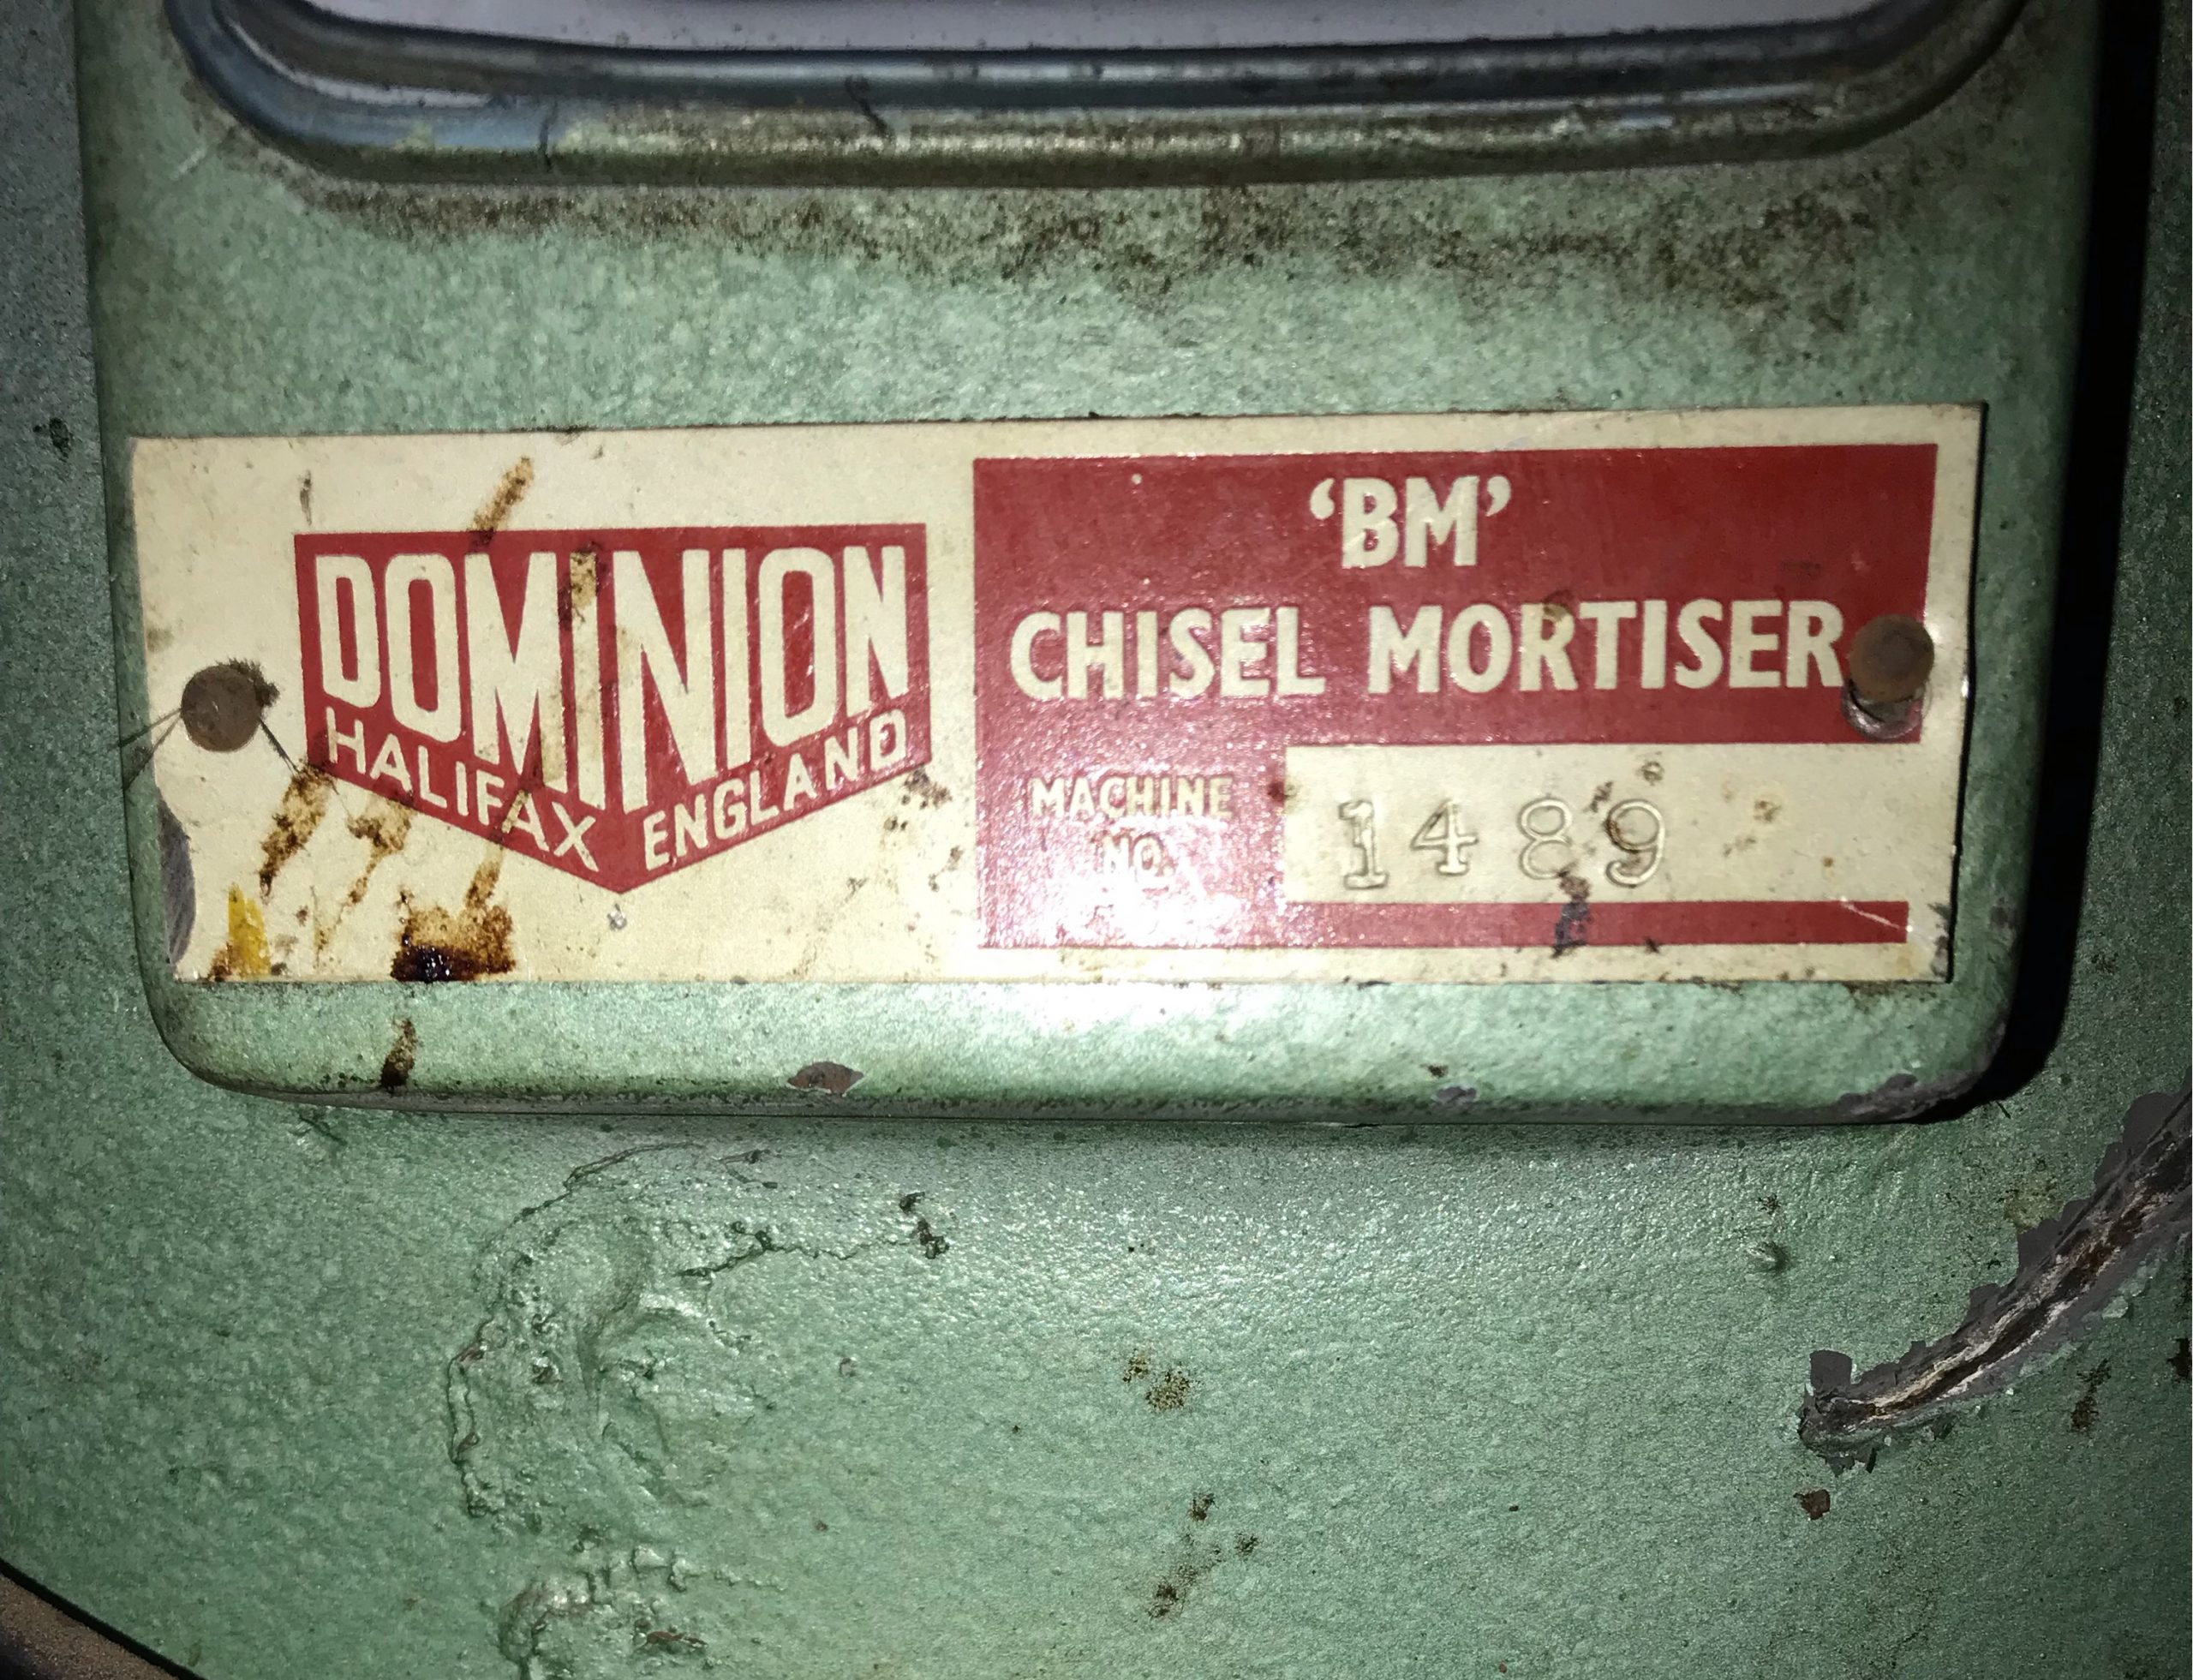 DOMINION
HALIFAX ENGLAND
‘BM’
CHISEL MORTISER
MACHINE
NO.
1489